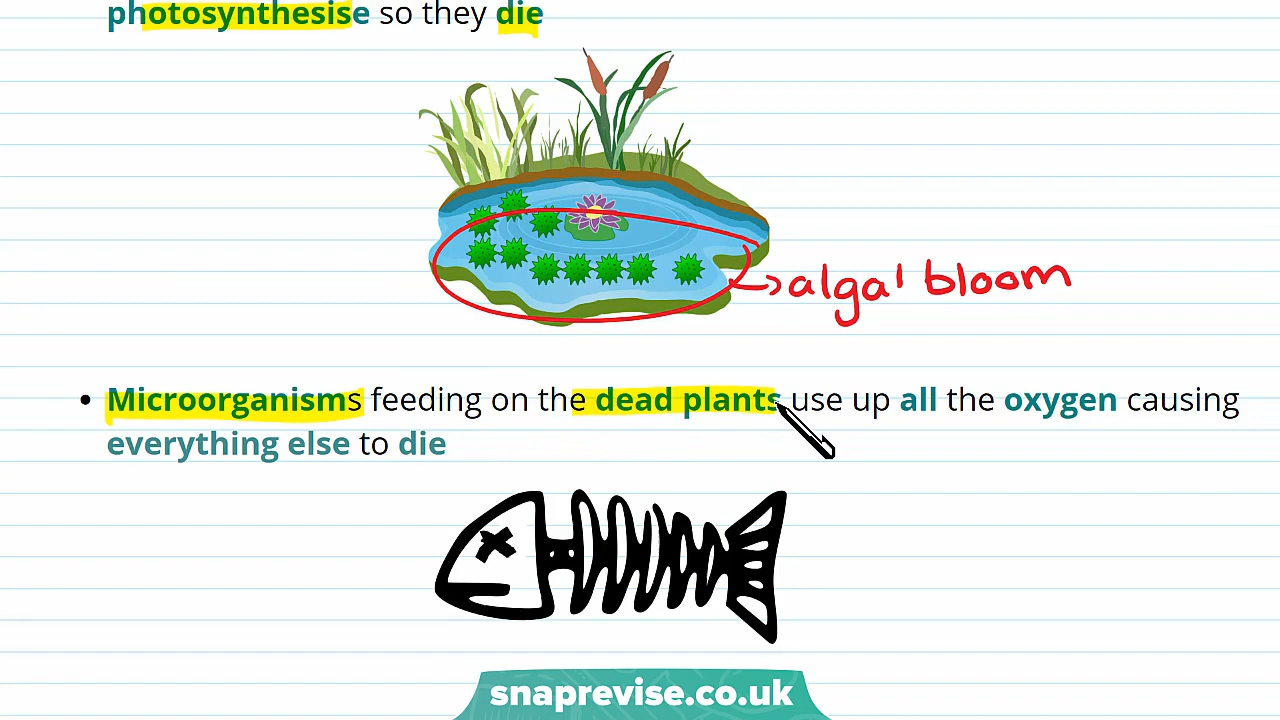 photosynthesise so they die
algal bloom
• Microorganisms feeding on the dead plants use up all the oxygen causing
everything else to die
snaprevise.co.uk